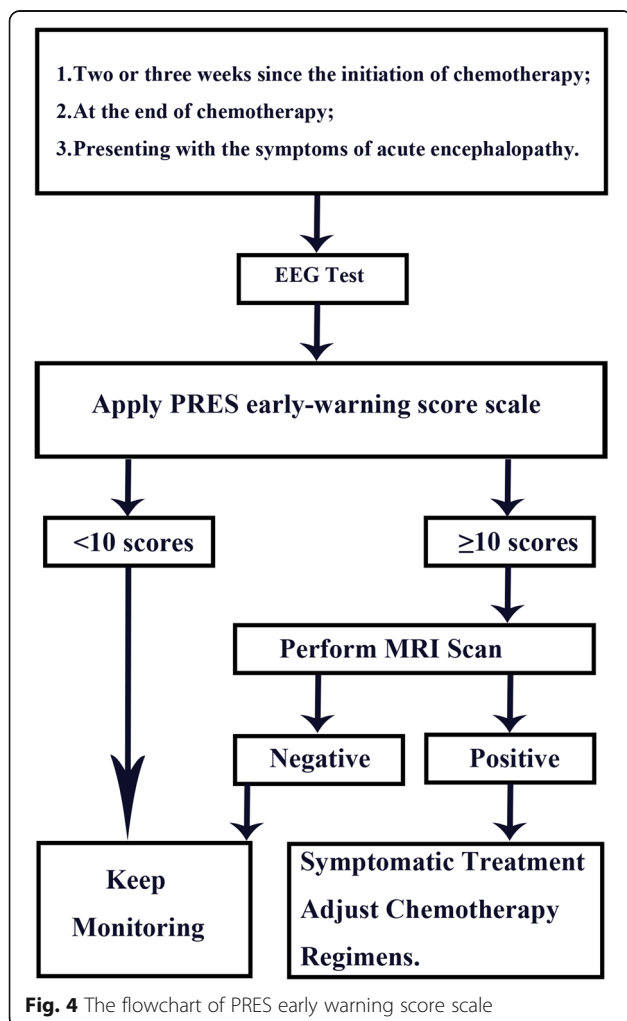 1.Two or three weeks since the initiation of chemotherapy;
2.At the end of chemotherapy;
3.Presenting with the symptoms of acute encephalopathy.
EEG Test
Apply PRES early-warning score scale
<10 scores
≥10 scores
Perform MRI Scan
Negative
Positive
Keep
Monitoring
Symptomatic Treatment
Adjust Chemotherapy
Regimens.
Fig. 4 The flowchart of PRES early warning score scale